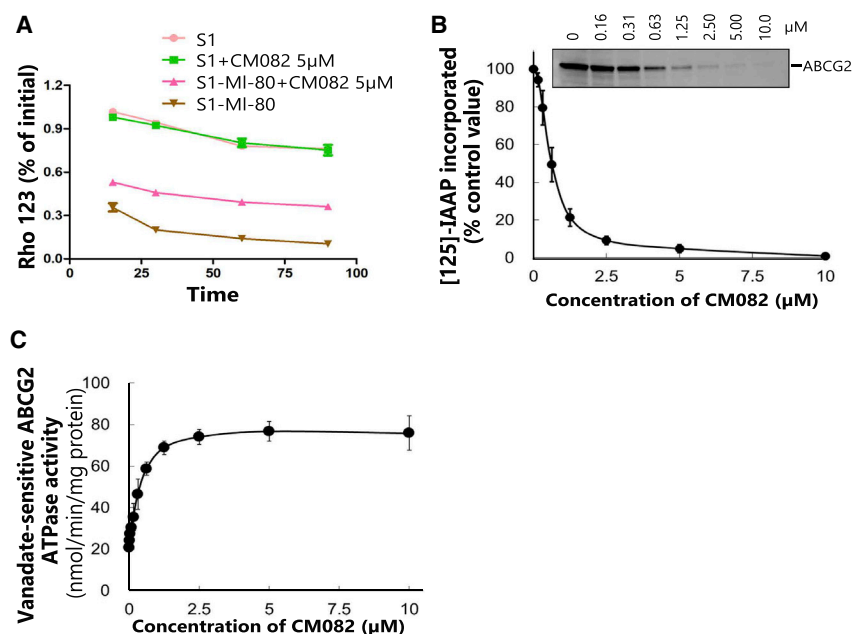 A
S1
S1+CM082 5μM
S1-MI-80+CM082 5μM
S1-MI-80
Rho 123 (% of initial)
1.2
0.9
0.6
0.3
0.0
0 25 50 75 100
Time
B
0 0.16 0.31 0.63 1.25 2.50 5.00 10.0 μM
ABCG2
[125]-IAAP incorporated
(% control value)
100
80
60
40
20
0
0 2.5 5 7.5 10
Concentration of CM082 (μM)
C
Vanadate-sensitive ABCG2
ATPase activity
(nmol/min/mg protein)
100
80
60
40
20
0
0 2.5 5 7.5 10
Concentration of CM082 (μM)